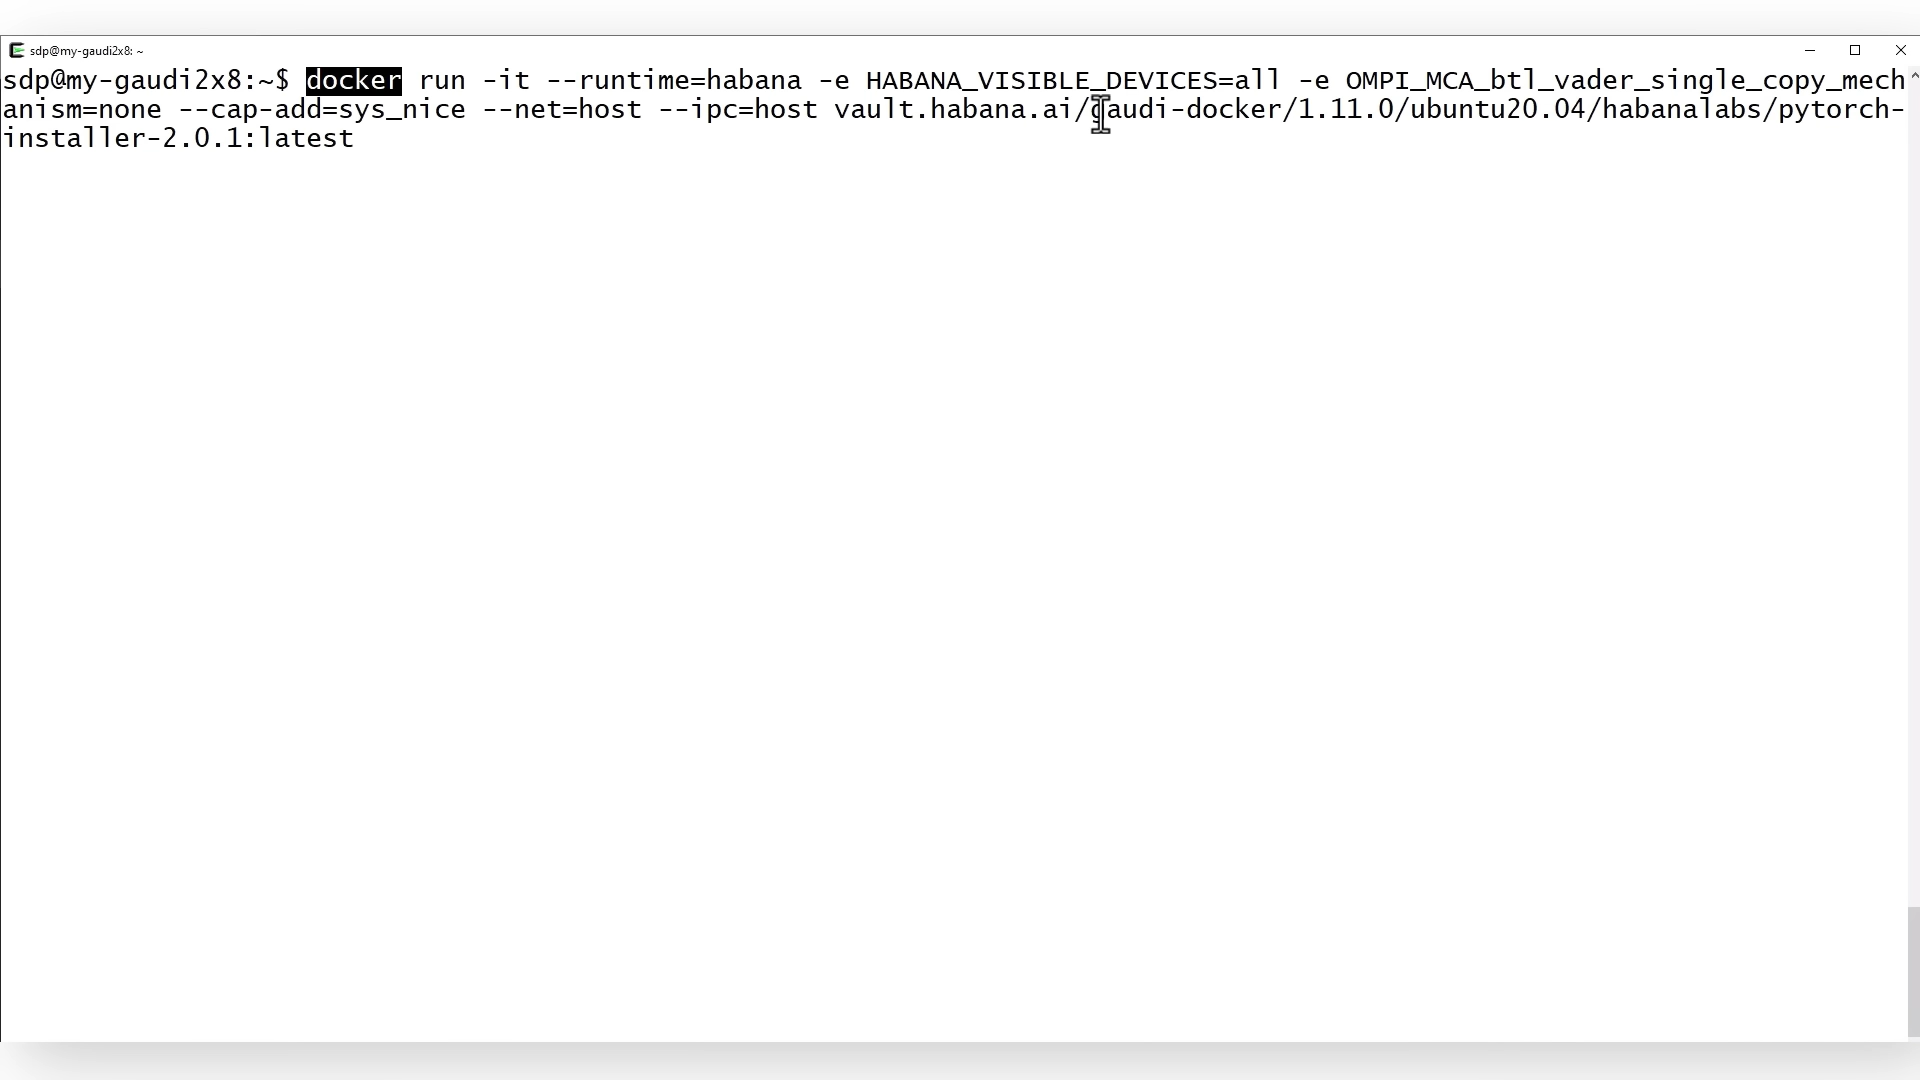 sdp@my-gaudi2x8: ~
sdp@my-gaudi2x8:~$ docker run -it --runtime=habana -e HABANA_VISIBLE_DEVICES=all -e OMPI_MCA_btl_vader_single_copy_mech
anism=none --cap-add=sys_nice --net=host --ipc=host vault.habana.ai/gaudi-docker/1.11.0/ubuntu20.04/habanalabs/pytorch-
installer-2.0.1:latest